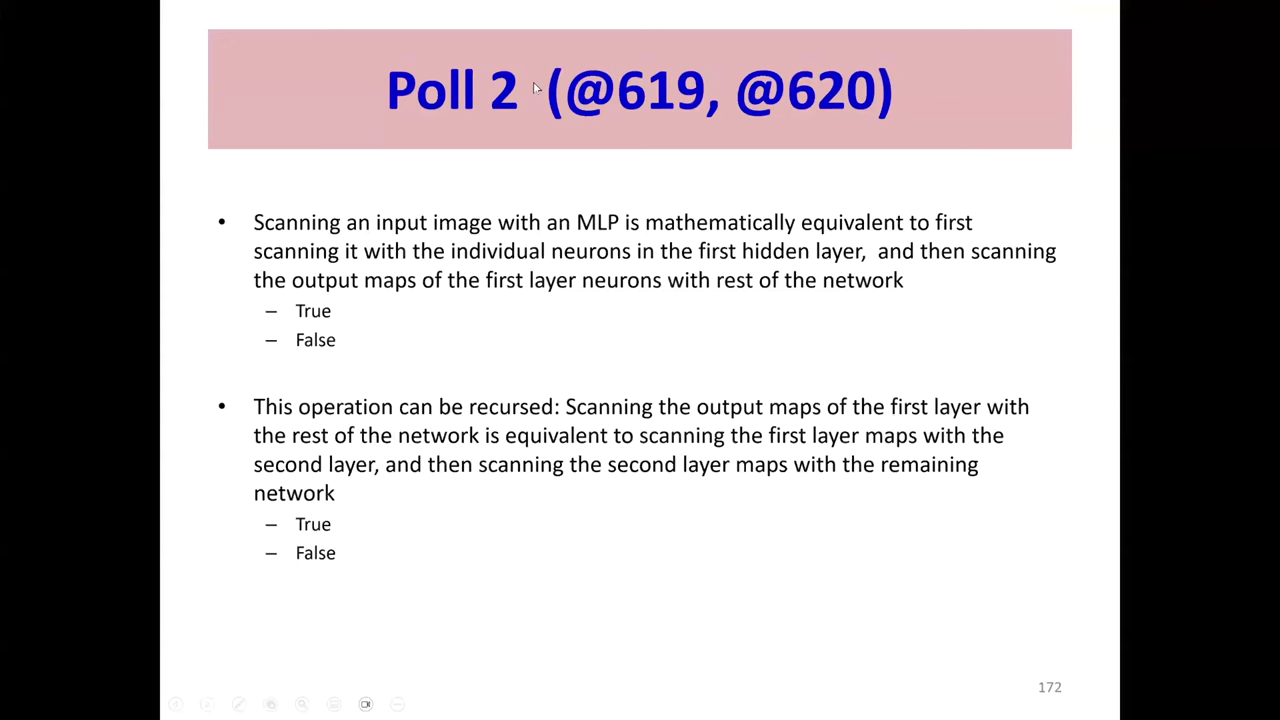 Poll 2 (@619, @620)
• Scanning an input image with an MLP is mathematically equivalent to first
scanning it with the individual neurons in the first hidden layer, and then scanning
the output maps of the first layer neurons with rest of the network
– True
– False
• This operation can be recursed: Scanning the output maps of the first layer with
the rest of the network is equivalent to scanning the first layer maps with the
second layer, and then scanning the second layer maps with the remaining
network
– True
– False
172